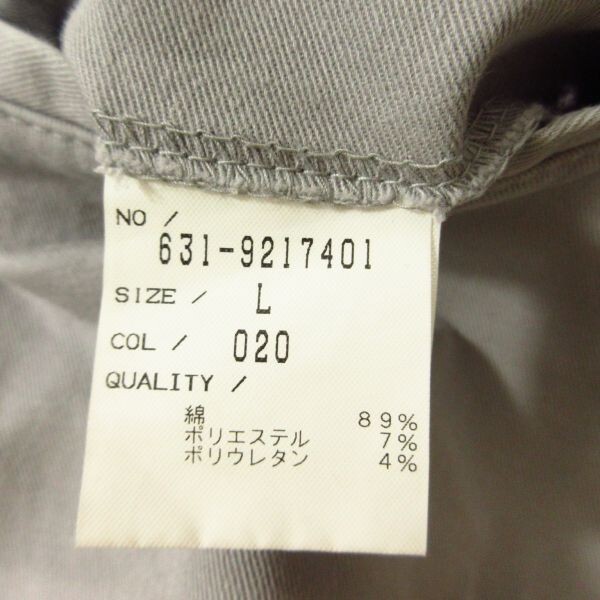 NO /
631-9217401
SIZE / L
COL / 020
QUALITY /
綿 89%
ポリエステル 7%
ポリウレタン 4%